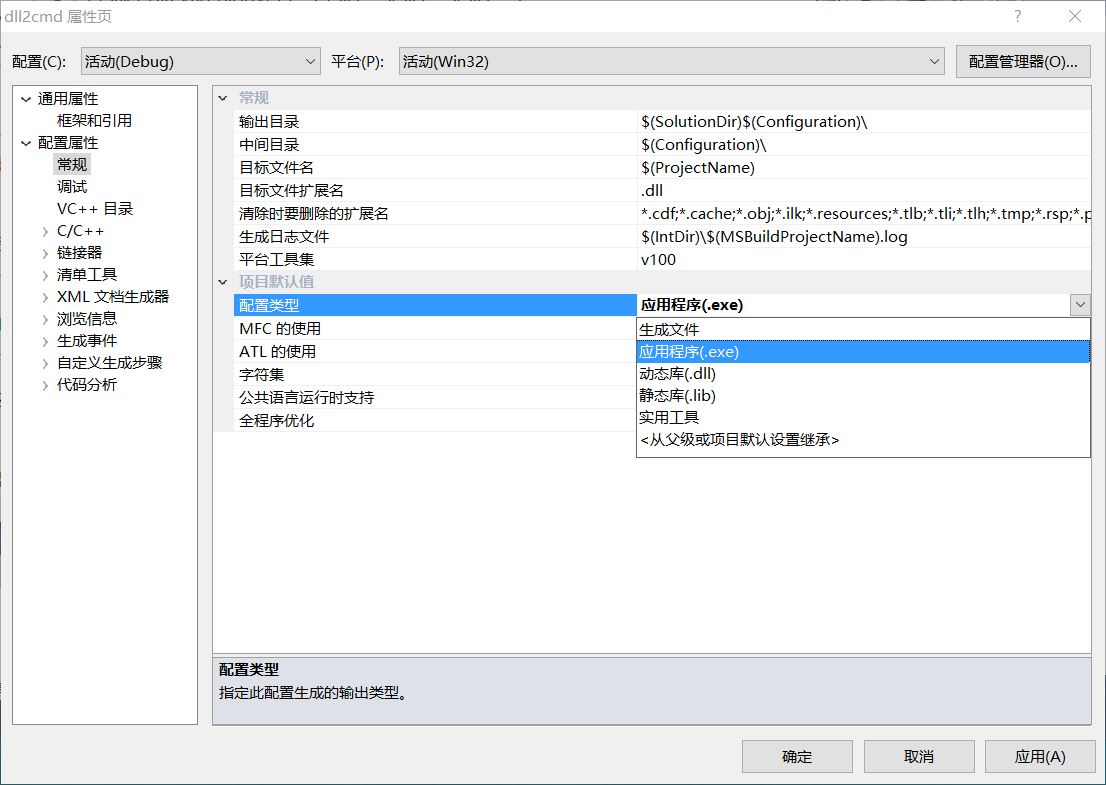 dll2cmd 属性页
配置(C): 活动(Debug) 平台(P): 活动(Win32) 配置管理器(O)...
通用属性
框架和引用
配置属性
常规
调试
VC++ 目录
C/C++
链接器
清单工具
XML 文档生成器
浏览信息
生成事件
自定义生成步骤
代码分析
常规
输出目录 $(SolutionDir)$(Configuration)\
中间目录 $(Configuration)\
目标文件名 $(ProjectName)
目标文件扩展名 .dll
清除时要删除的扩展名 *.cdf;*.cache;*.obj;*.ilk;*.resources;*.tlb;*.tli;*.tlh;*.tmp;*.rsp;*.p
生成日志文件 $(IntDir)\$(MSBuildProjectName).log
平台工具集 v100
项目默认值
配置类型 应用程序(.exe)
MFC 的使用
ATL 的使用
字符集
公共语言运行时支持
全程序优化
生成文件
应用程序(.exe)
动态库(.dll)
静态库(.lib)
实用工具
<从父级或项目默认设置继承>
配置类型
指定此配置生成的输出类型。
确定 取消 应用(A)